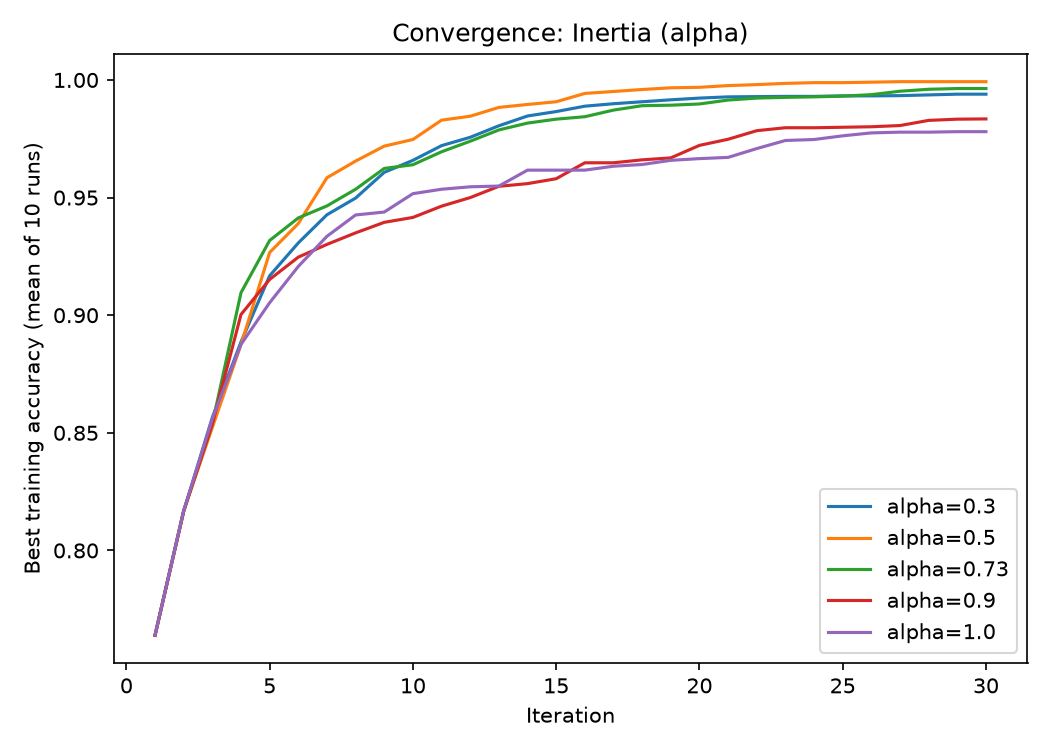 Convergence: Inertia (alpha)
Best training accuracy (mean of 10 runs)
1.00
0.95
0.90
0.85
0.80
0 5 10 15 20 25 30
Iteration
alpha=0.3
alpha=0.5
alpha=0.73
alpha=0.9
alpha=1.0